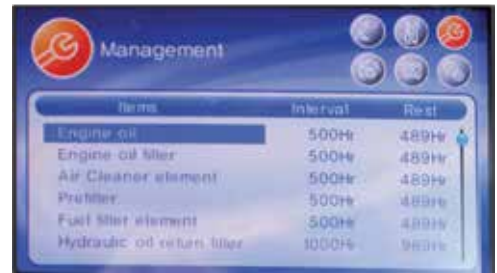 Management
Items Interval Rest
Engine oil 500Hr 489Hr
Engine oil filter 500Hr 489Hr
Air Cleaner element 500Hr 489Hr
Prefilter 500Hr 489Hr
Fuel filter element 500Hr 489Hr
Hydraulic oil return filter 1000Hr 989Hr